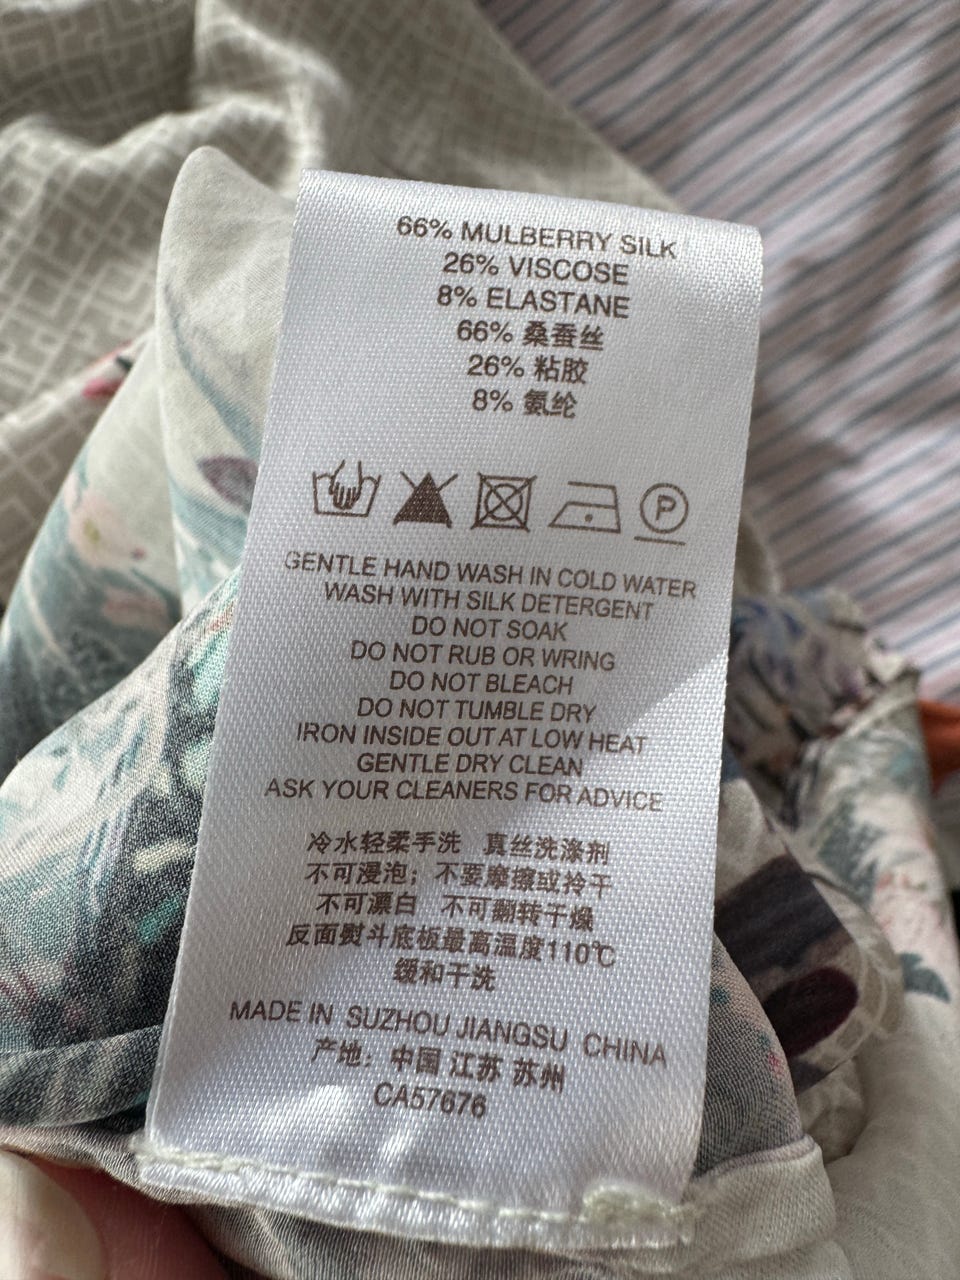 66% MULBERRY SILK
26% VISCOSE
8% ELASTANE
66% 桑蚕丝
26% 粘胶
8% 氨纶
P
GENTLE HAND WASH IN COLD WATER
WASH WITH SILK DETERGENT
DO NOT SOAK
DO NOT RUB OR WRING
DO NOT BLEACH
DO NOT TUMBLE DRY
IRON INSIDE OUT AT LOW HEAT
GENTLE DRY CLEAN
ASK YOUR CLEANERS FOR ADVICE
冷水轻柔手洗 真丝洗涤剂
不可浸泡；不要摩擦或拎干
不可漂白 不可翻转干燥
反面熨斗底板最高温度110℃
缓和干洗
MADE IN SUZHOU JIANGSU CHINA
产地：中国 江苏 苏州
CA57676